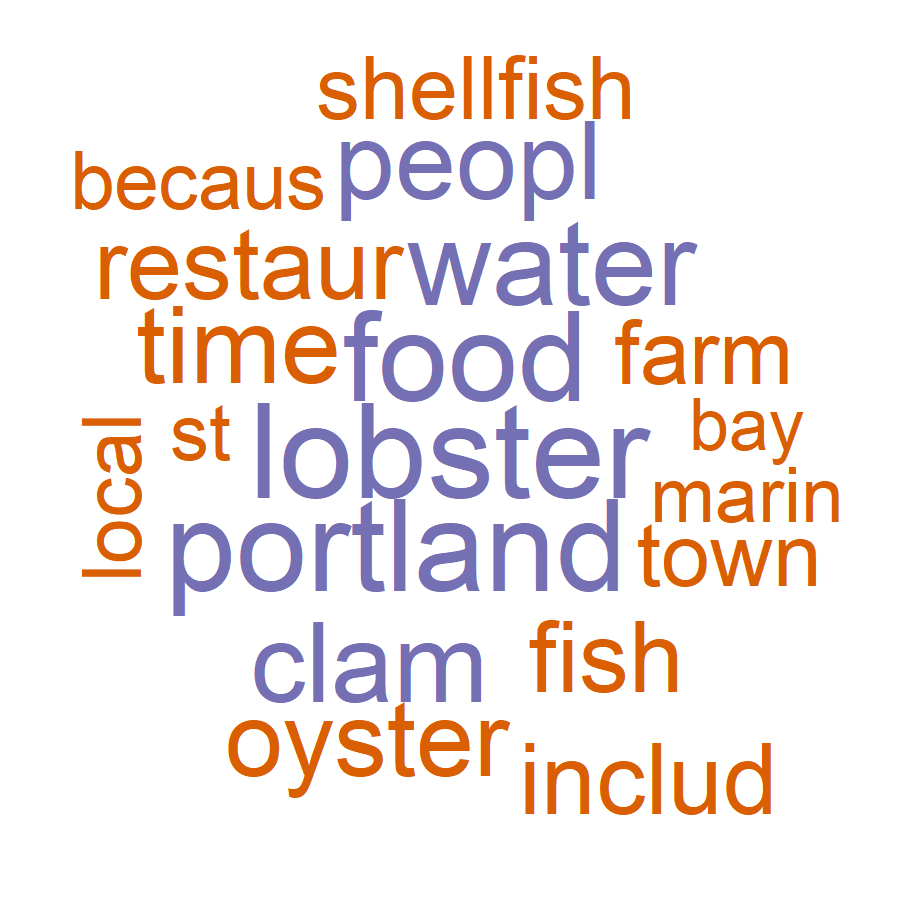 shellfish
becaus peopl
restaur water
time food farm
local st lobster bay
marin
portland town
clam fish
oyster includ